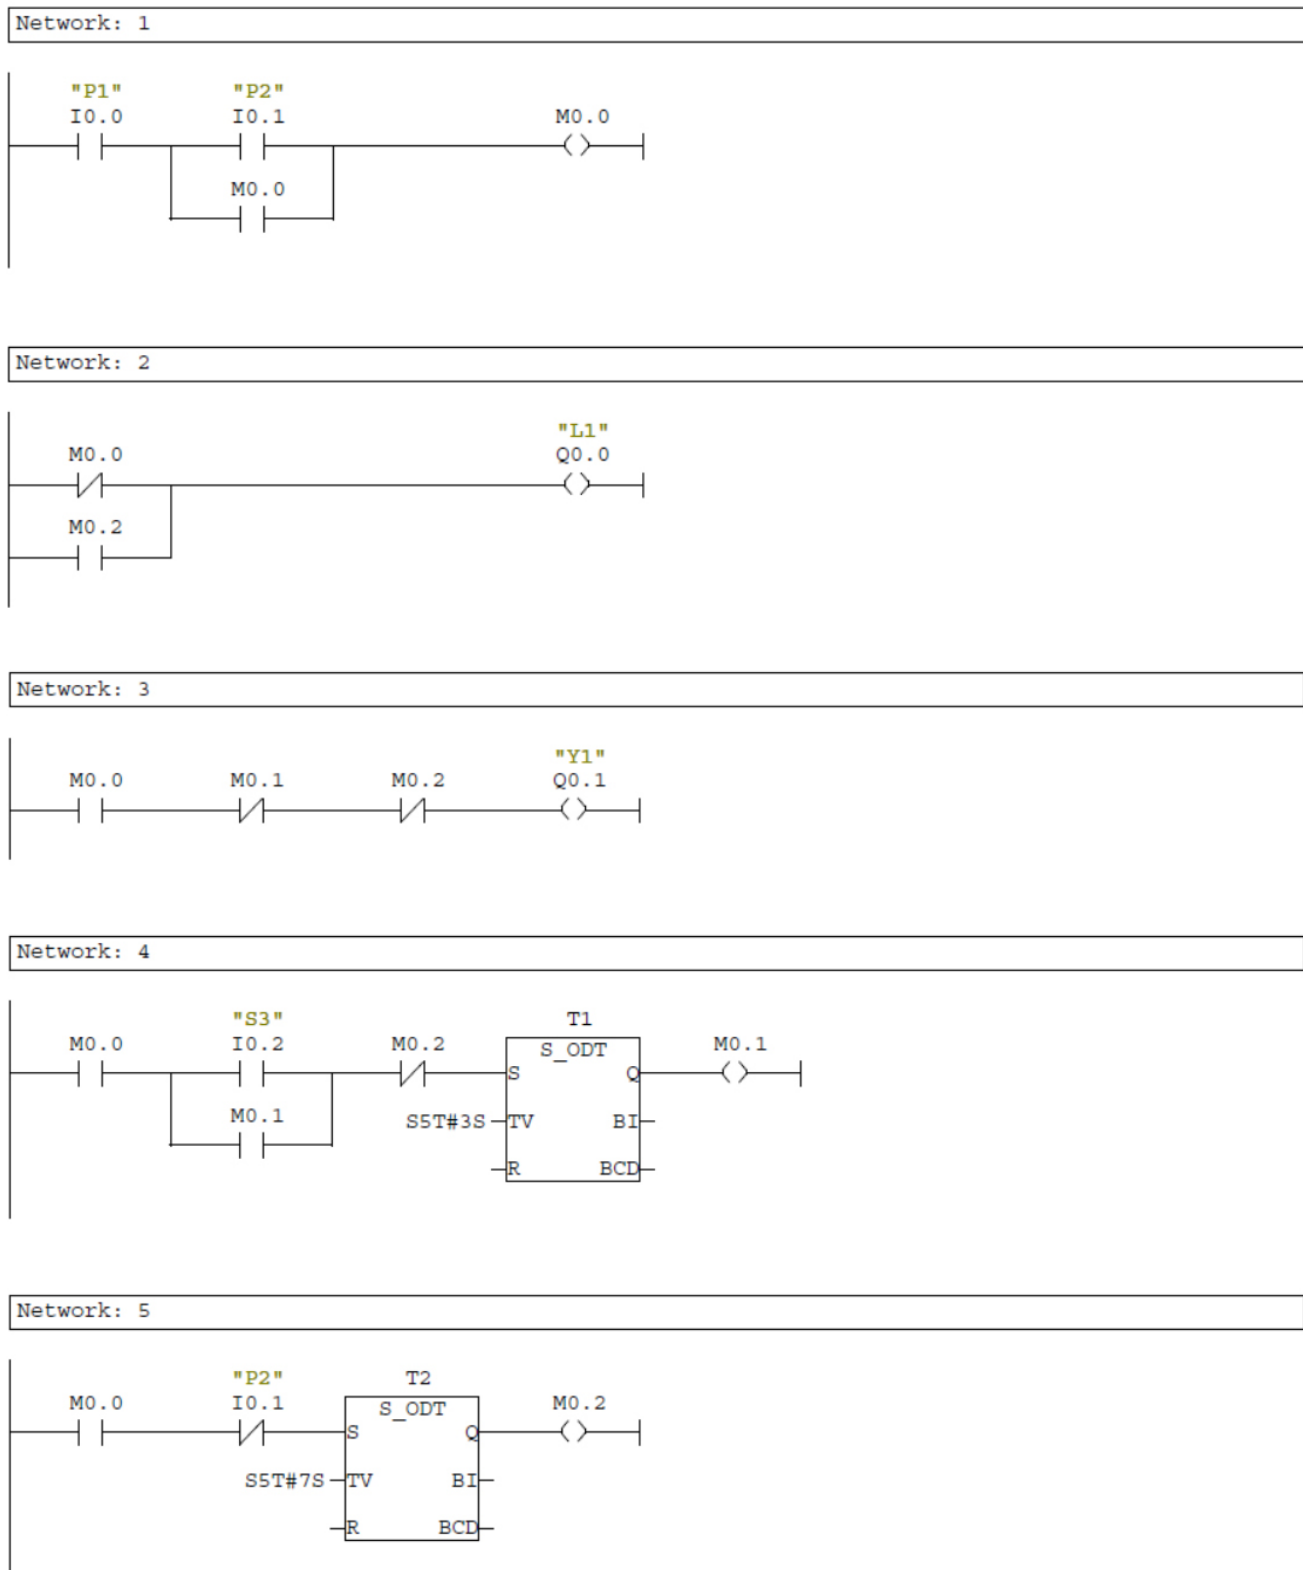 Network: 1
"P1" "P2"
I0.0 I0.1 M0.0
M0.0
Network: 2
"L1"
M0.0 Q0.0
M0.2
Network: 3
"Y1"
M0.0 M0.1 M0.2 Q0.1
Network: 4
"S3" T1
M0.0 I0.2 M0.2 S_ODT M0.1
S Q
M0.1 S5T#3S TV BI
R BCD
Network: 5
"P2" T2
M0.0 I0.1 S_ODT M0.2
S Q
S5T#7S TV BI
R BCD